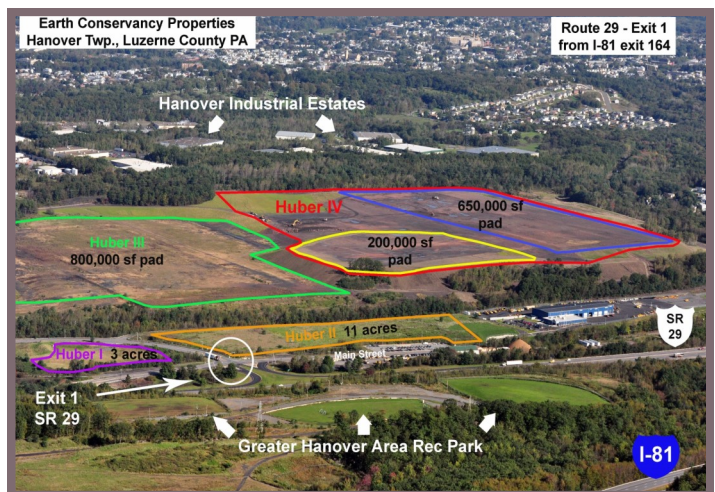 Earth Conservancy Properties
Hanover Twp., Luzerne County PA
Route 29 - Exit 1
from I-81 exit 164
Hanover Industrial Estates
Huber IV
650,000 sf
pad
Huber III
800,000 sf pad
200,000 sf
pad
SR
29
Huber II 11 acres
Huber I 3 acres
Main Street
Exit 1
SR 29
Greater Hanover Area Rec Park
I-81